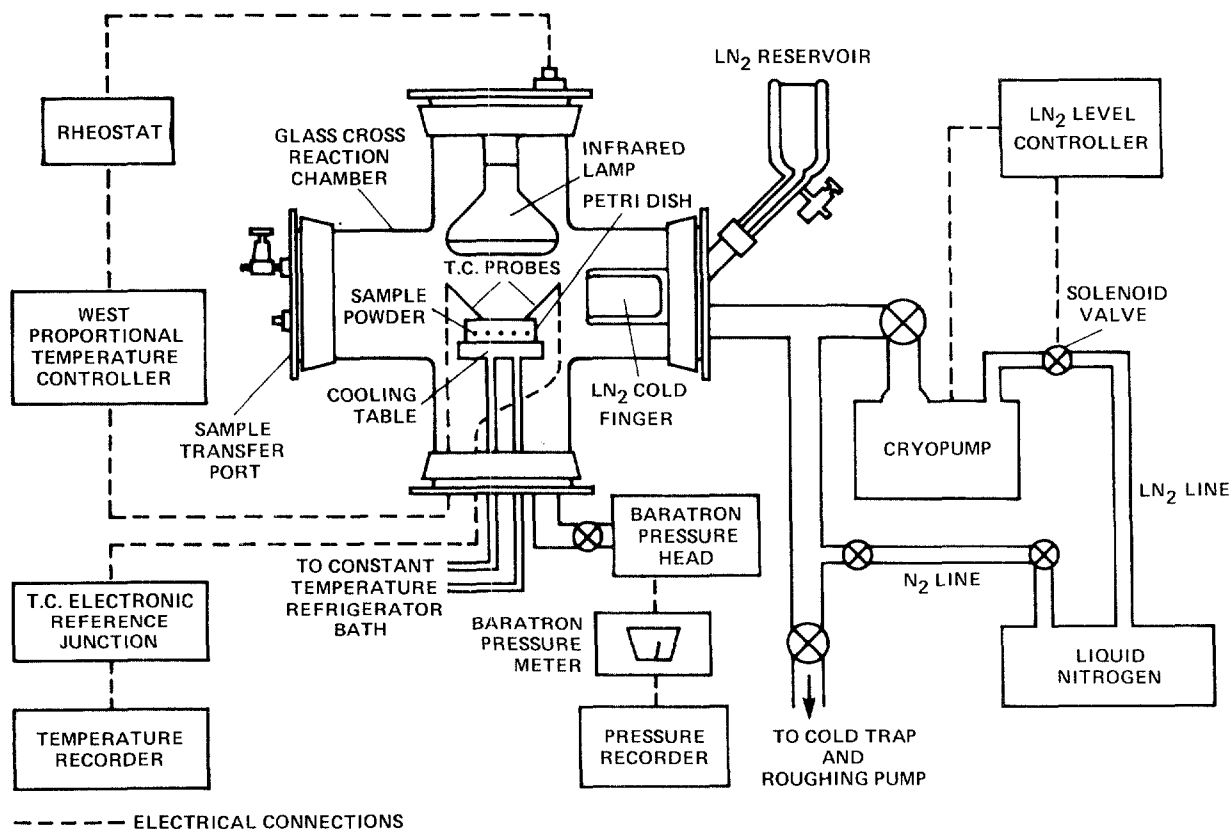 LN2 RESERVOIR
RHEOSTAT
GLASS CROSS
REACTION
CHAMBER
INFRARED
LAMP
PETRI DISH
LN2 LEVEL
CONTROLLER
T.C. PROBES
SAMPLE
POWDER
WEST
PROPORTIONAL
TEMPERATURE
CONTROLLER
SOLENOID
VALVE
COOLING
TABLE
LN2 COLD
FINGER
SAMPLE
TRANSFER
PORT
CRYOPUMP
LN2 LINE
BARATRON
PRESSURE
HEAD
TO CONSTANT
TEMPERATURE
REFRIGERATOR
BATH
N2 LINE
T.C. ELECTRONIC
REFERENCE
JUNCTION
BARATRON
PRESSURE
METER
LIQUID
NITROGEN
TEMPERATURE
RECORDER
PRESSURE
RECORDER
TO COLD TRAP
AND
ROUGHING PUMP
ELECTRICAL CONNECTIONS